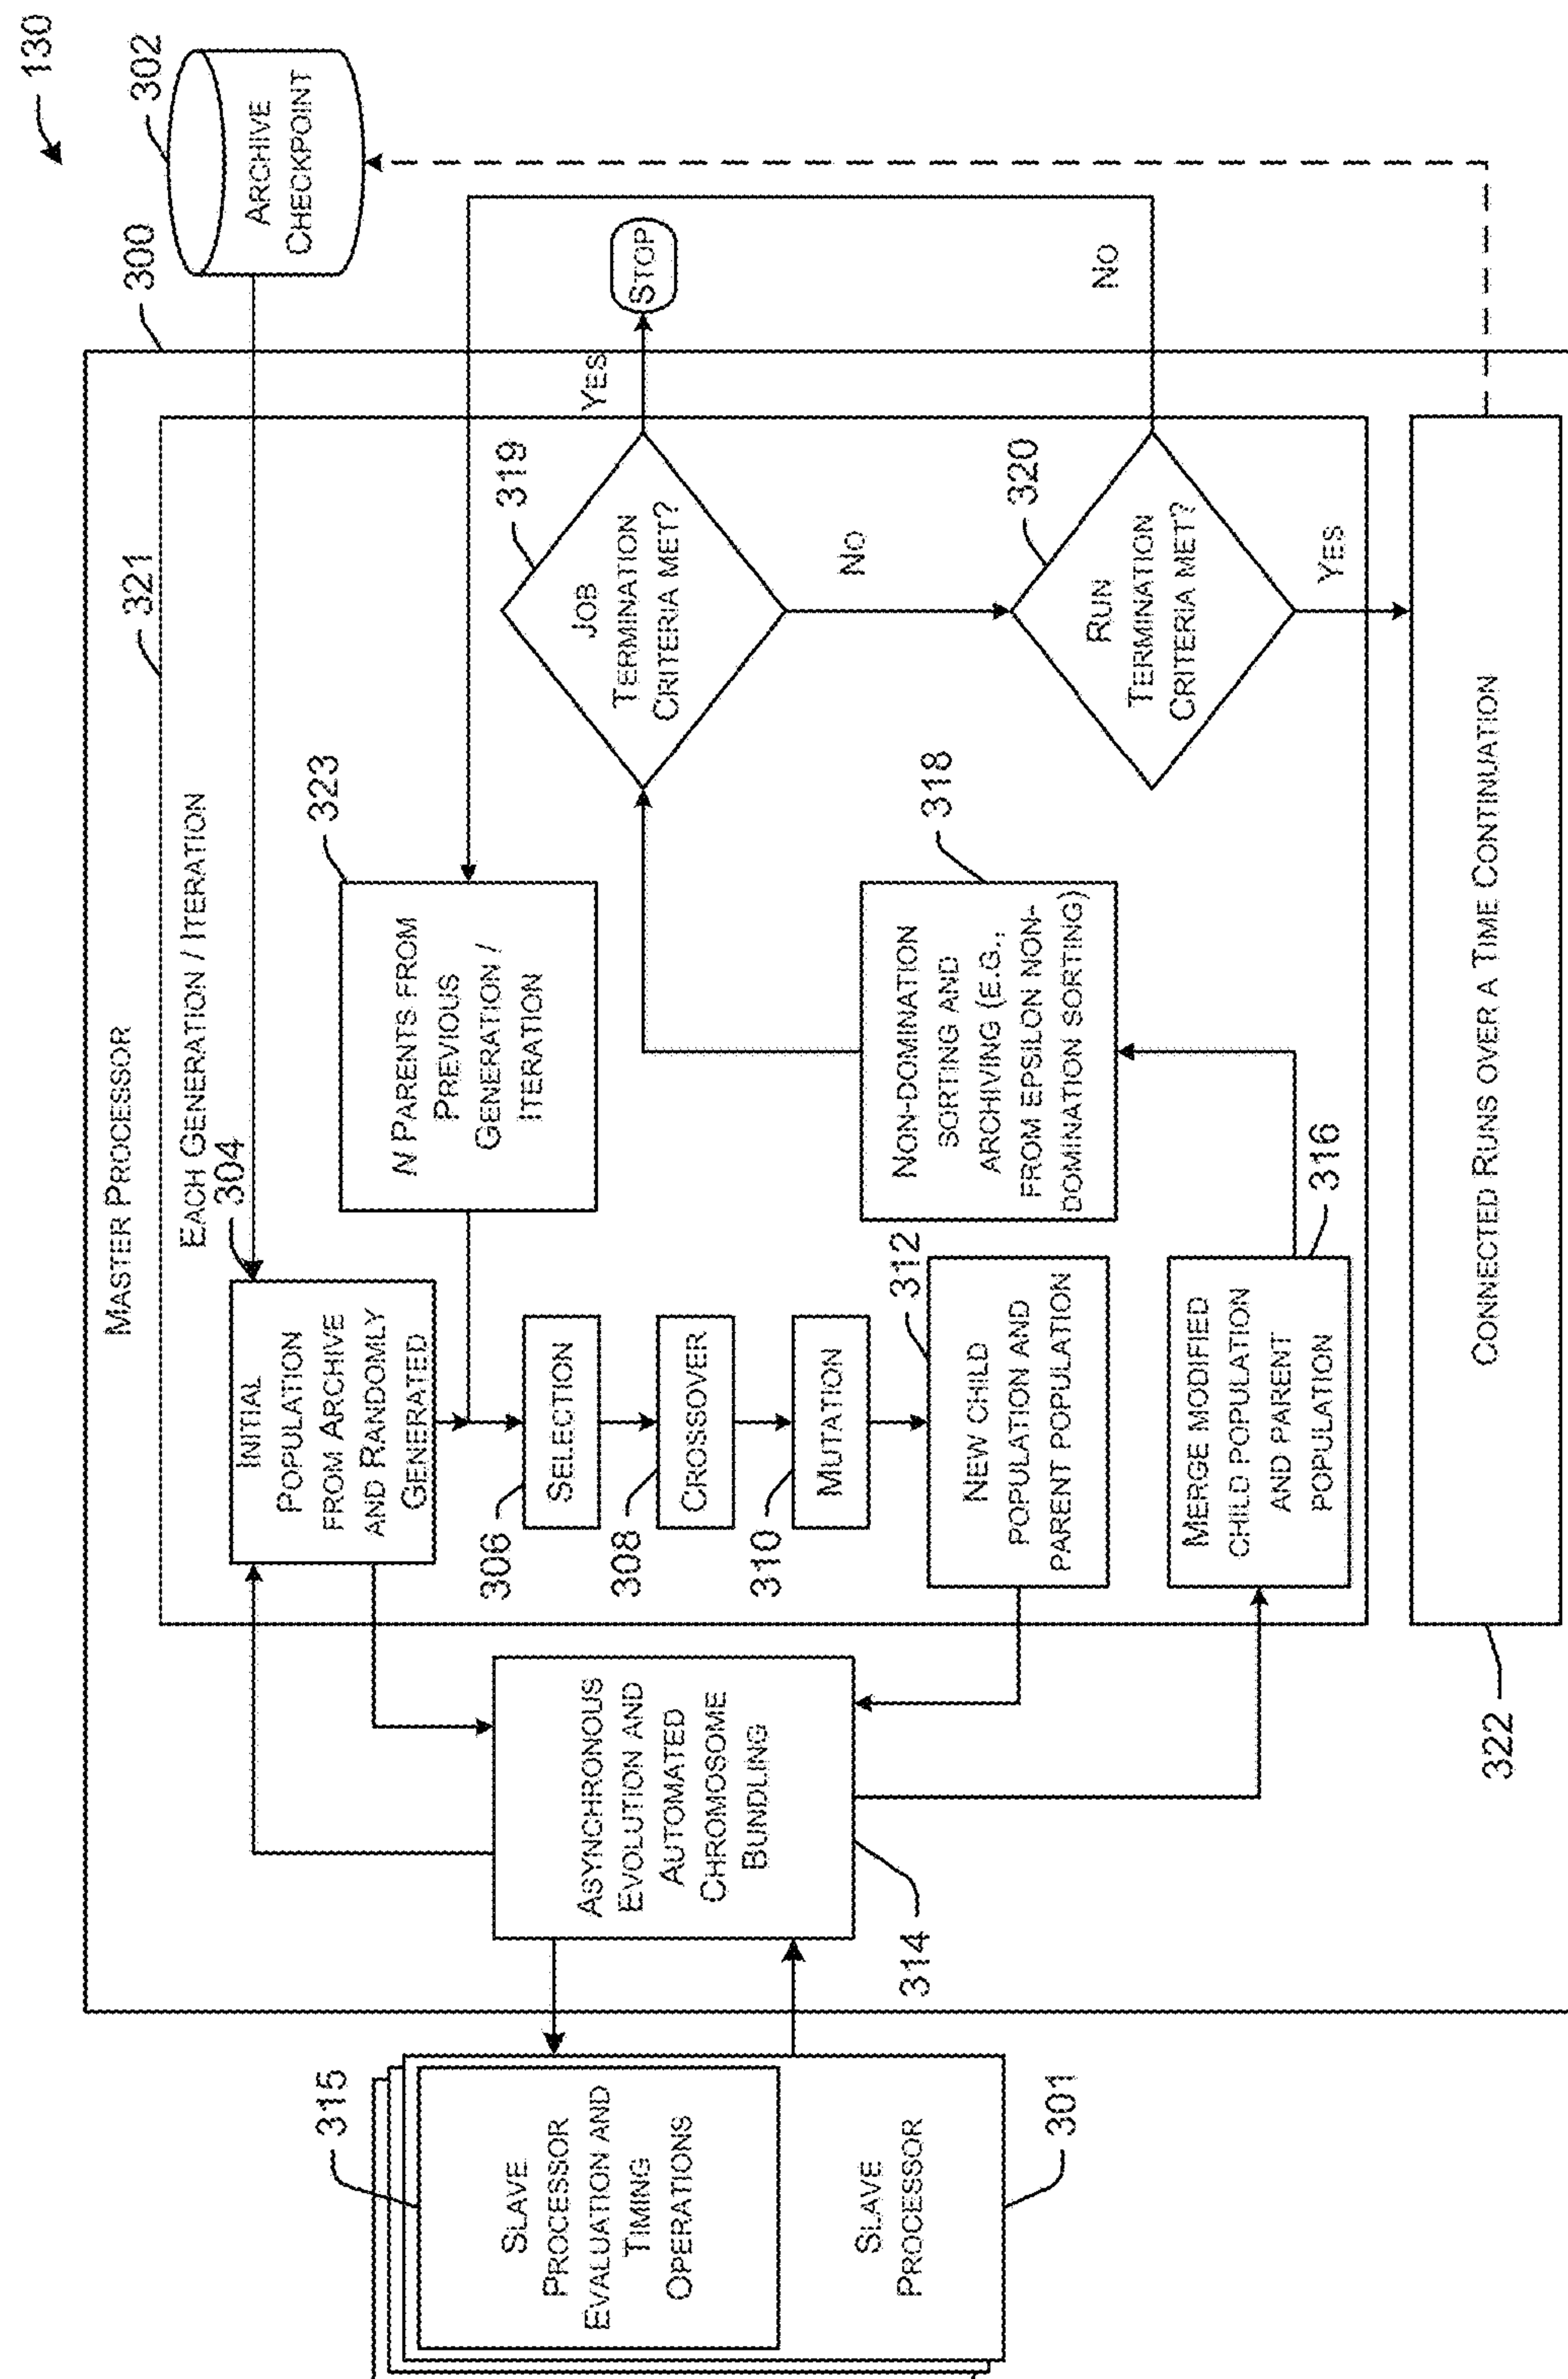 130
302
ARCHIVE
CHECKPOINT
300
MASTER PROCESSOR
321
EACH GENERATION / ITERATION
304
INITIAL
POPULATION
FROM ARCHIVE
AND RANDOMLY
GENERATED
323
N PARENTS FROM
PREVIOUS
GENERATION /
ITERATION
306
SELECTION
308
CROSSOVER
310
MUTATION
312
NEW CHILD
POPULATION AND
PARENT POPULATION
316
MERGE MODIFIED
CHILD POPULATION
AND PARENT
POPULATION
318
NON-DOMINATION
SORTING AND
ARCHIVING (E.G.,
FROM EPSILON NON-
DOMINATION SORTING)
319
JOB
TERMINATION
CRITERIA MET?
YES
STOP
NO
320
RUN
TERMINATION
CRITERIA MET?
NO
YES
322
CONNECTED RUNS OVER A TIME CONTINUATION
314
ASYNCHRONOUS
EVOLUTION AND
AUTOMATED
CHROMOSOME
BUNDLING
315
SLAVE
PROCESSOR
EVALUATION AND
TIMING
OPERATIONS
SLAVE
PROCESSOR
301